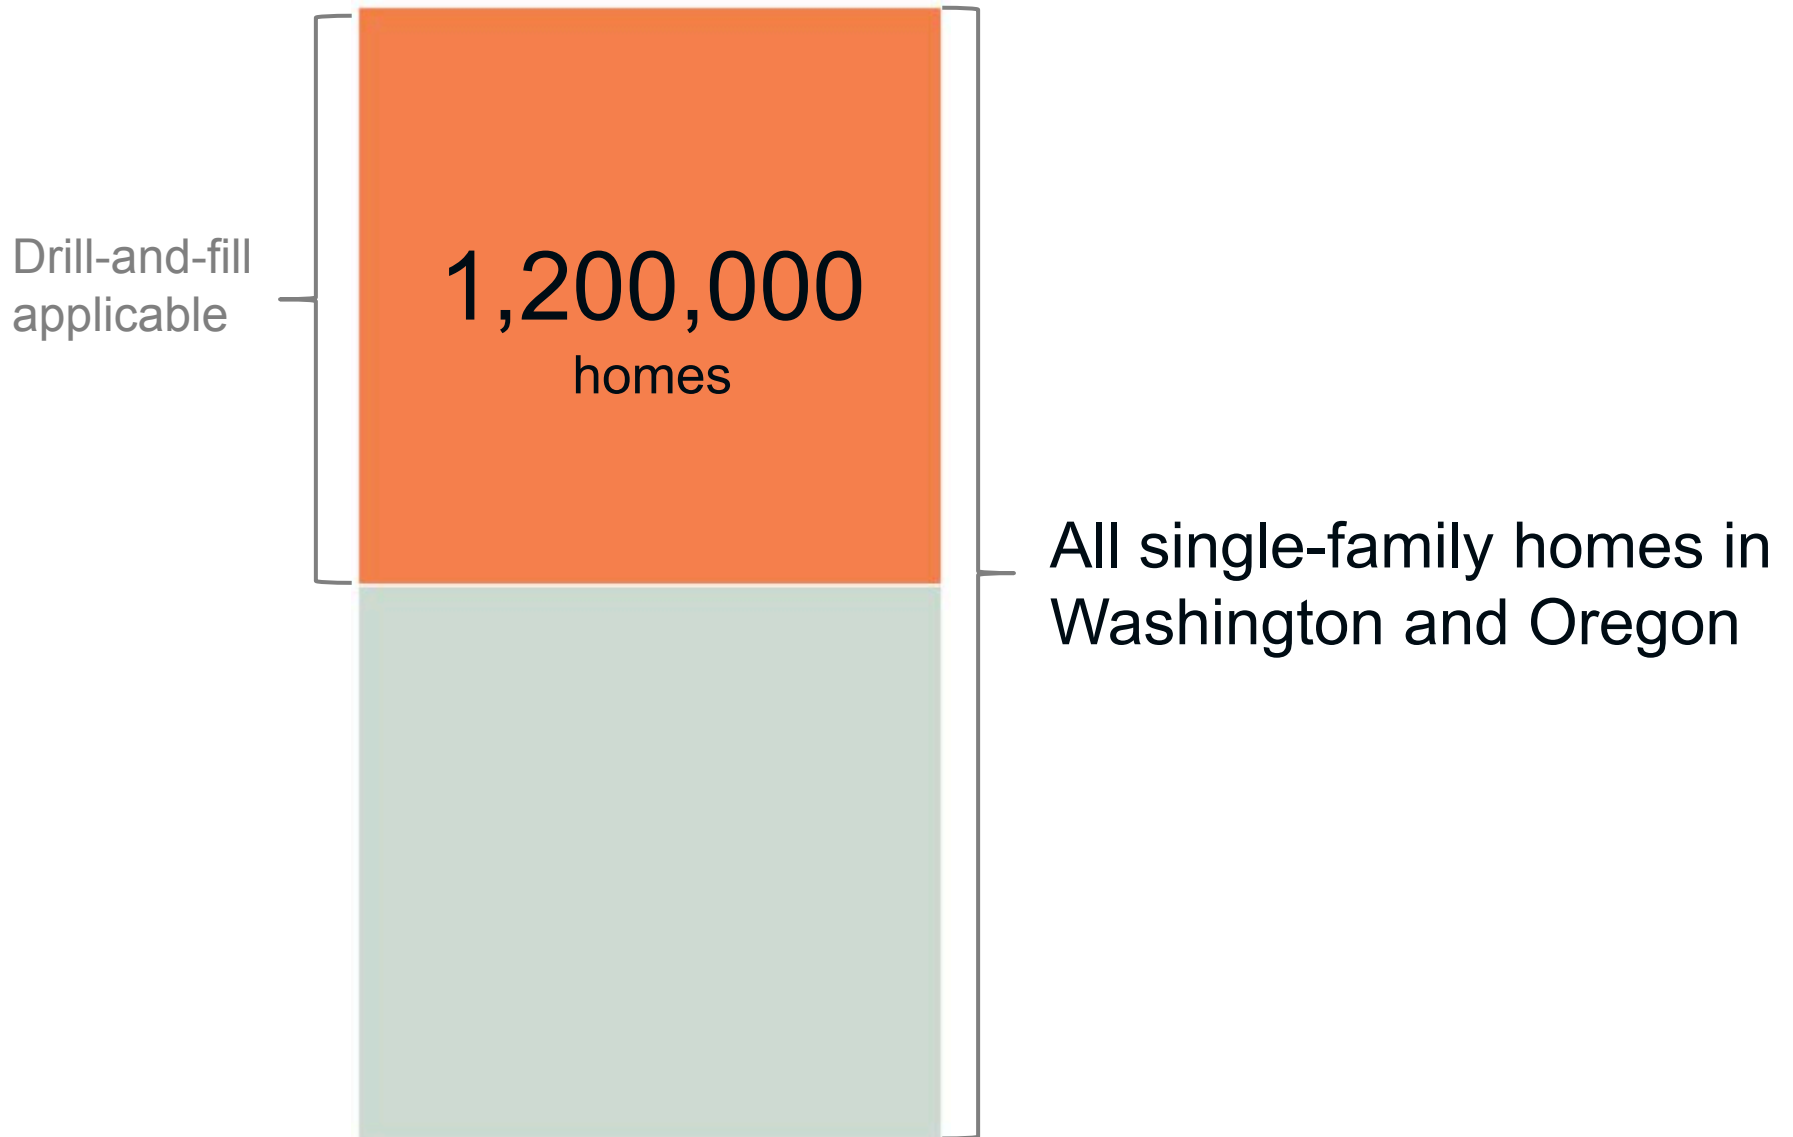 Drill-and-fill
applicable
1,200,000
homes
All single-family homes in
Washington and Oregon